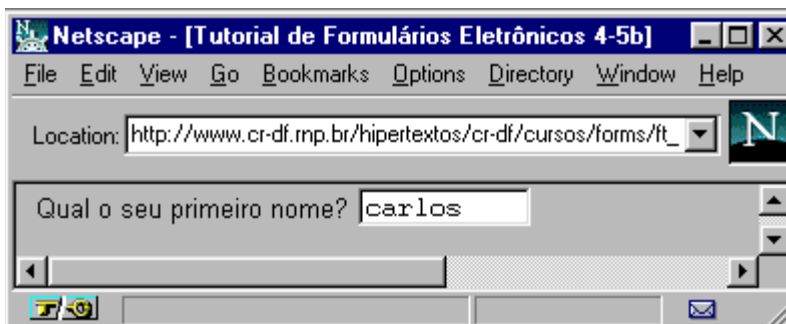 Netscape - [Tutorial de Formulários Eletrônicos 4-5b]
File Edit View Go Bookmarks Options Directory Window Help
Location: http://www.cr-df.rnp.br/hipertextos/cr-df/cursos/forms/ft_
N
Qual o seu primeiro nome? carlos